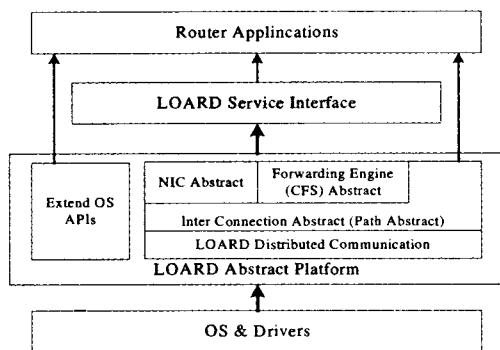 Router Applincations
LOARD Service Interface
NIC Abstract
Forwarding Engine
(CFS) Abstract
Extend OS
APIs
Inter Connection Abstract (Path Abstract)
LOARD Distributed Communication
LOARD Abstract Platform
OS & Drivers